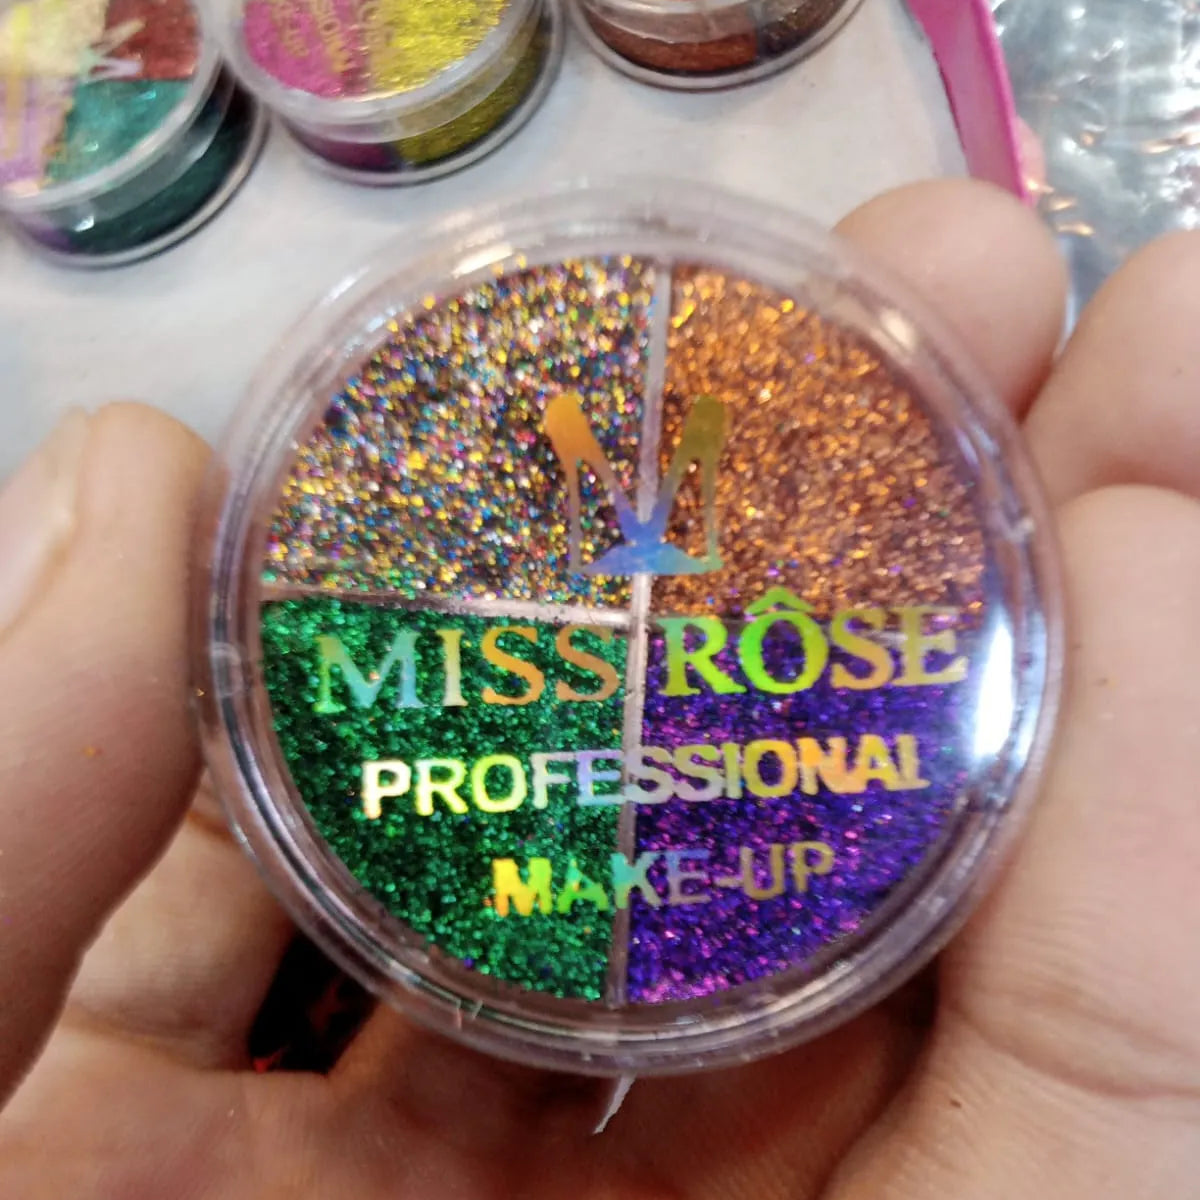 M
MISS RÔSE
PROFESSIONAL
MAKE-UP